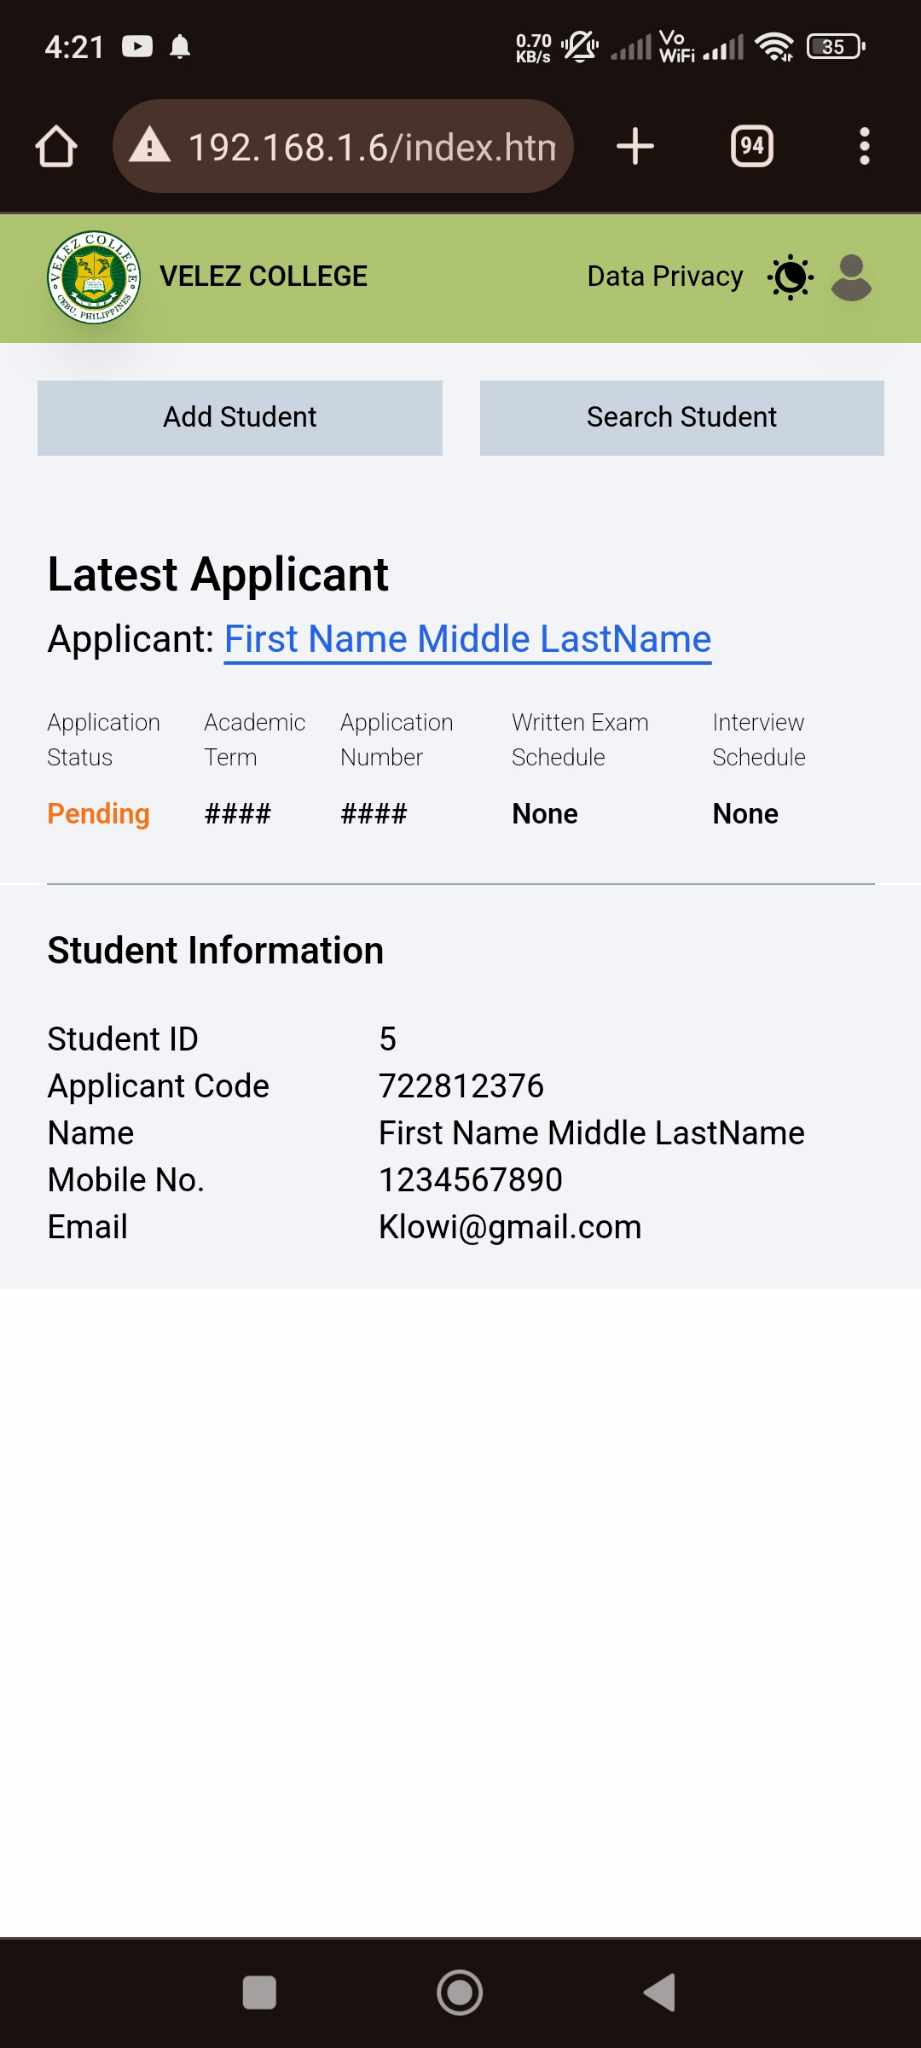 4:21 0.70 KB/s Vo WiFi 35
192.168.1.6/index.htn 94
VELEZ COLLEGE CEBU, PHILIPPINES
VELEZ COLLEGE Data Privacy
Add Student Search Student
Latest Applicant
Applicant: First Name Middle LastName
Application Status Academic Term Application Number Written Exam Schedule Interview Schedule
Pending #### #### None None
Student Information
Student ID 5
Applicant Code 722812376
Name First Name Middle LastName
Mobile No. 1234567890
Email Klowi@gmail.com